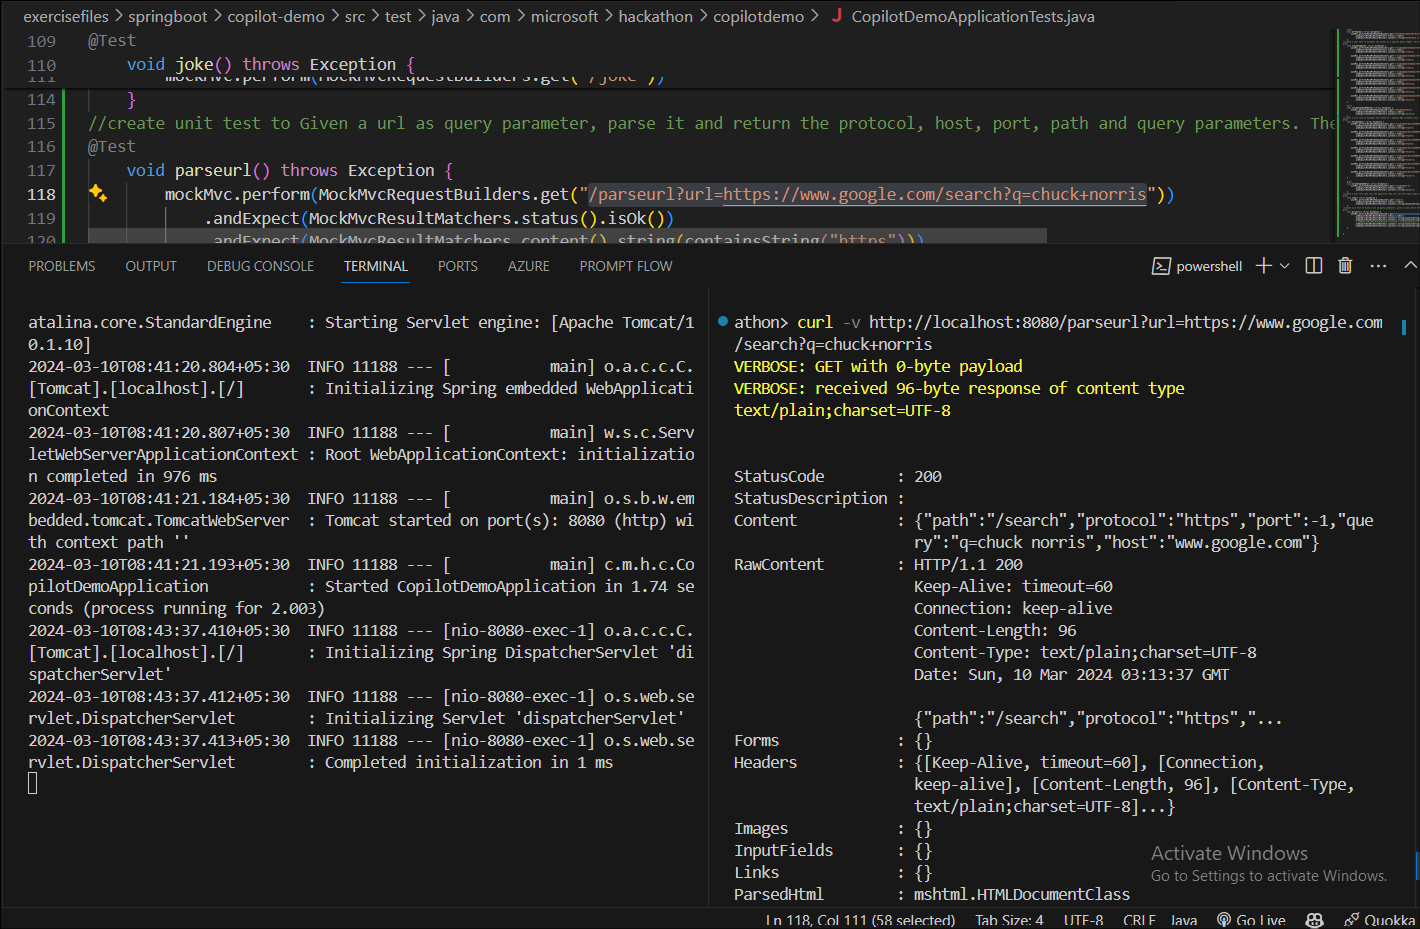 exercisefiles > springboot > copilot-demo > src > test > java > com > microsoft > hackathon > copilotdemo > J CopilotDemoApplicationTests.java
109 @Test
110 void joke() throws Exception {
111 mockMvc.perform(MockMvcRequestBuilders.get("/joke"))
114 }
115 //create unit test to Given a url as query parameter, parse it and return the protocol, host, port, path and query parameters. The
116 @Test
117 void parseurl() throws Exception {
118 mockMvc.perform(MockMvcRequestBuilders.get("/parseurl?url=https://www.google.com/search?q=chuck+norris"))
119 .andExpect(MockMvcResultMatchers.status().isOk())
120 .andExpect(MockMvcResultMatchers.content().string(containsString("https")))
PROBLEMS OUTPUT DEBUG CONSOLE TERMINAL PORTS AZURE PROMPT FLOW
powershell
atalina.core.StandardEngine : Starting Servlet engine: [Apache Tomcat/1
0.1.10]
2024-03-10T08:41:20.804+05:30 INFO 11188 --- [ main] o.a.c.c.C.
[Tomcat].[localhost].[/] : Initializing Spring embedded WebApplicati
onContext
2024-03-10T08:41:20.807+05:30 INFO 11188 --- [ main] w.s.c.Serv
letWebServerApplicationContext : Root WebApplicationContext: initializatio
n completed in 976 ms
2024-03-10T08:41:21.184+05:30 INFO 11188 --- [ main] o.s.b.w.em
bedded.tomcat.TomcatWebServer : Tomcat started on port(s): 8080 (http) wi
th context path ''
2024-03-10T08:41:21.193+05:30 INFO 11188 --- [ main] c.m.h.c.Co
pilotDemoApplication : Started CopilotDemoApplication in 1.74 se
conds (process running for 2.003)
2024-03-10T08:43:37.410+05:30 INFO 11188 --- [nio-8080-exec-1] o.a.c.c.C.
[Tomcat].[localhost].[/] : Initializing Spring DispatcherServlet 'di
spatcherServlet'
2024-03-10T08:43:37.412+05:30 INFO 11188 --- [nio-8080-exec-1] o.s.web.se
rvlet.DispatcherServlet : Initializing Servlet 'dispatcherServlet'
2024-03-10T08:43:37.413+05:30 INFO 11188 --- [nio-8080-exec-1] o.s.web.se
rvlet.DispatcherServlet : Completed initialization in 1 ms
athon> curl -v http://localhost:8080/parseurl?url=https://www.google.com
/search?q=chuck+norris
VERBOSE: GET with 0-byte payload
VERBOSE: received 96-byte response of content type
text/plain;charset=UTF-8
StatusCode : 200
StatusDescription :
Content : {"path":"/search","protocol":"https","port":-1,"que
ry":"q=chuck norris","host":"www.google.com"}
RawContent : HTTP/1.1 200
Keep-Alive: timeout=60
Connection: keep-alive
Content-Length: 96
Content-Type: text/plain;charset=UTF-8
Date: Sun, 10 Mar 2024 03:13:37 GMT
{"path":"/search","protocol":"https","...
Forms : {}
Headers : {[Keep-Alive, timeout=60], [Connection,
keep-alive], [Content-Length, 96], [Content-Type,
text/plain;charset=UTF-8]...}
Images : {}
InputFields : {}
Links : {}
ParsedHtml : mshtml.HTMLDocumentClass
Activate Windows
Go to Settings to activate Windows.
Ln 118, Col 111 (58 selected) Tab Size: 4 UTF-8 CRLF Java Go Live Quokka